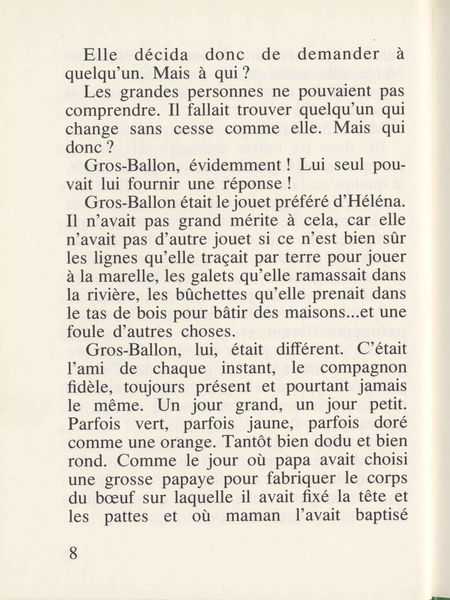 Elle décida donc de demander à
quelqu'un. Mais à qui ?
Les grandes personnes ne pouvaient pas
comprendre. Il fallait trouver quelqu'un qui
change sans cesse comme elle. Mais qui
donc ?
Gros-Ballon, évidemment ! Lui seul pou-
vait lui fournir une réponse !
Gros-Ballon était le jouet préféré d'Héléna.
Il n'avait pas grand mérite à cela, car elle
n'avait pas d'autre jouet si ce n'est bien sûr
les lignes qu'elle traçait par terre pour jouer
à la marelle, les galets qu'elle ramassait dans
la rivière, les bûchettes qu'elle prenait dans
le tas de bois pour bâtir des maisons...et une
foule d'autres choses.
Gros-Ballon, lui, était différent. C'était
l'ami de chaque instant, le compagnon
fidèle, toujours présent et pourtant jamais
le même. Un jour grand, un jour petit.
Parfois vert, parfois jaune, parfois doré
comme une orange. Tantôt bien dodu et bien
rond. Comme le jour où papa avait choisi
une grosse papaye pour fabriquer le corps
du bœuf sur laquelle il avait fixé la tête et
les pattes et où maman l'avait baptisé
8